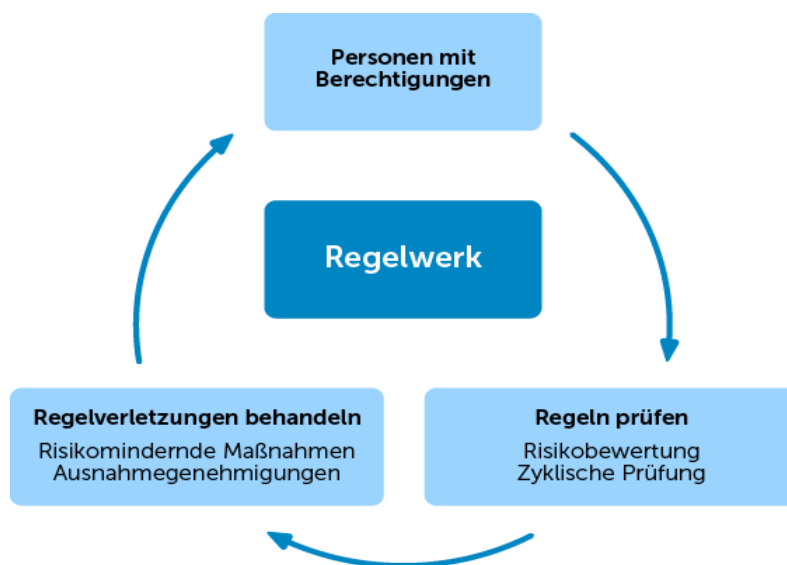 Personen mit
Berechtigungen
Regelwerk
Regelverletzungen behandeln
Risikomindernde Maßnahmen
Ausnahmegenehmigungen
Regeln prüfen
Risikobewertung
Zyklische Prüfung